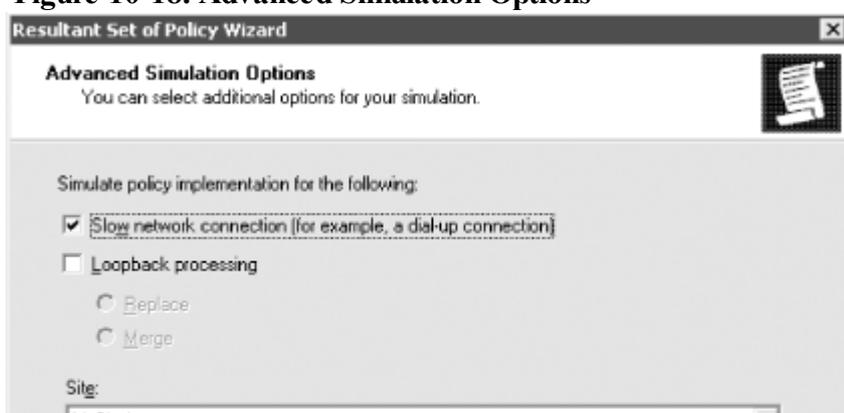 Figure 10-18. Advanced Simulation Options
Resultant Set of Policy Wizard
Advanced Simulation Options
You can select additional options for your simulation.
Simulate policy implementation for the following:
Slow network connection (for example, a dial-up connection)
Loopback processing
Replace
Merge
Site: